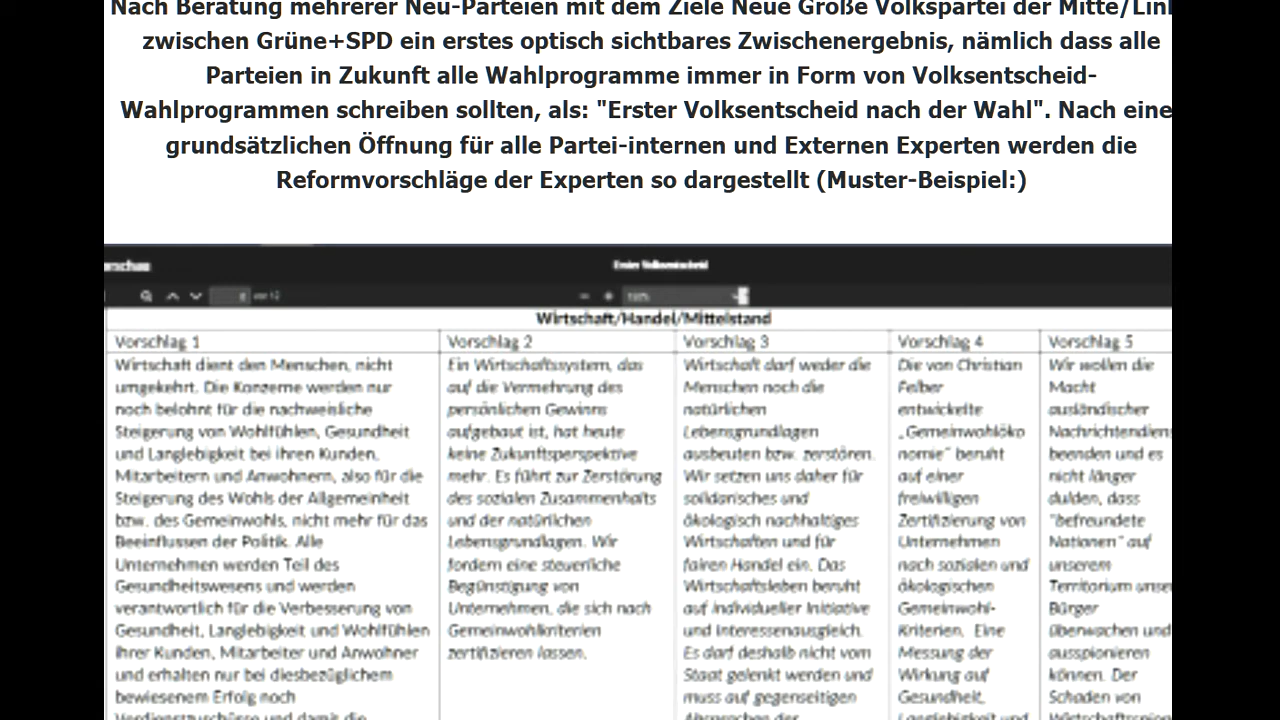 Nach Beratung mehrerer Neu-Parteien mit dem Ziele Neue Große Volkspartei der Mitte/Link
zwischen Grüne+SPD ein erstes optisch sichtbares Zwischenergebnis, nämlich dass alle
Parteien in Zukunft alle Wahlprogramme immer in Form von Volksentscheid-
Wahlprogrammen schreiben sollten, als: "Erster Volksentscheid nach der Wahl". Nach eine
grundsätzlichen Öffnung für alle Partei-internen und Externen Experten werden die
Reformvorschläge der Experten so dargestellt (Muster-Beispiel:)
Erster Volksentscheid
von 12
Wirtschaft/Handel/Mittelstand
Vorschlag 1
Wirtschaft dient den Menschen, nicht
umgekehrt. Die Konzerne werden nur
noch belohnt für die nachweisliche
Steigerung von Wohlfühlen, Gesundheit
und Langlebigkeit bei ihren Kunden,
Mitarbeitern und Anwohnern, also für die
Steigerung des Wohls der Allgemeinheit
bzw. des Gemeinwohls, nicht mehr für das
Beeinflussen der Politik. Alle
Unternehmen werden Teil des
Gesundheitswesens und werden
verantwortlich für die Verbesserung von
Gesundheit, Langlebigkeit und Wohlfühlen
ihrer Kunden, Mitarbeiter und Anwohner
und erhalten nur bei diesbezüglichem
bewiesenem Erfolg noch
Verdienstzuschüsse und damit die
Vorschlag 2
Ein Wirtschaftssystem, das
auf die Vermehrung des
persönlichen Gewinns
aufgebaut ist, hat heute
keine Zukunftsperspektive
mehr. Es führt zur Zerstörung
des sozialen Zusammenhalts
und der natürlichen
Lebensgrundlagen. Wir
fordern eine steuerliche
Begünstigung von
Unternehmen, die sich nach
Gemeinwohlkriterien
zertifizieren lassen.
Vorschlag 3
Wirtschaft darf weder die
Menschen noch die
natürlichen
Lebensgrundlagen
ausbeuten bzw. zerstören.
Wir setzen uns daher für
solidarisches und
ökologisch nachhaltiges
Wirtschaften und für
fairen Handel ein. Das
Wirtschaftsleben beruht
auf individueller Initiative
und Interessenausgleich.
Es darf deshalb nicht vom
Staat gelenkt werden und
muss auf gegenseitigen
Absprachen der
Vorschlag 4
Die von Christian
Felber
entwickelte
„Gemeinwohlöko
nomie“ beruht
auf einer
freiwilligen
Zertifizierung von
Unternehmen
nach sozialen und
ökologischen
Gemeinwohl-
Kriterien. Eine
Messung der
Wirkung auf
Gesundheit,
Langlebigkeit und
Vorschlag 5
Wir wollen die
Macht
ausländischer
Nachrichtendiens
beenden und es
nicht länger
dulden, dass
"befreundete
Nationen" auf
unserem
Territorium unse
Bürger
überwachen und
ausspionieren
können. Der
Schaden von
Wirtschaftsspion